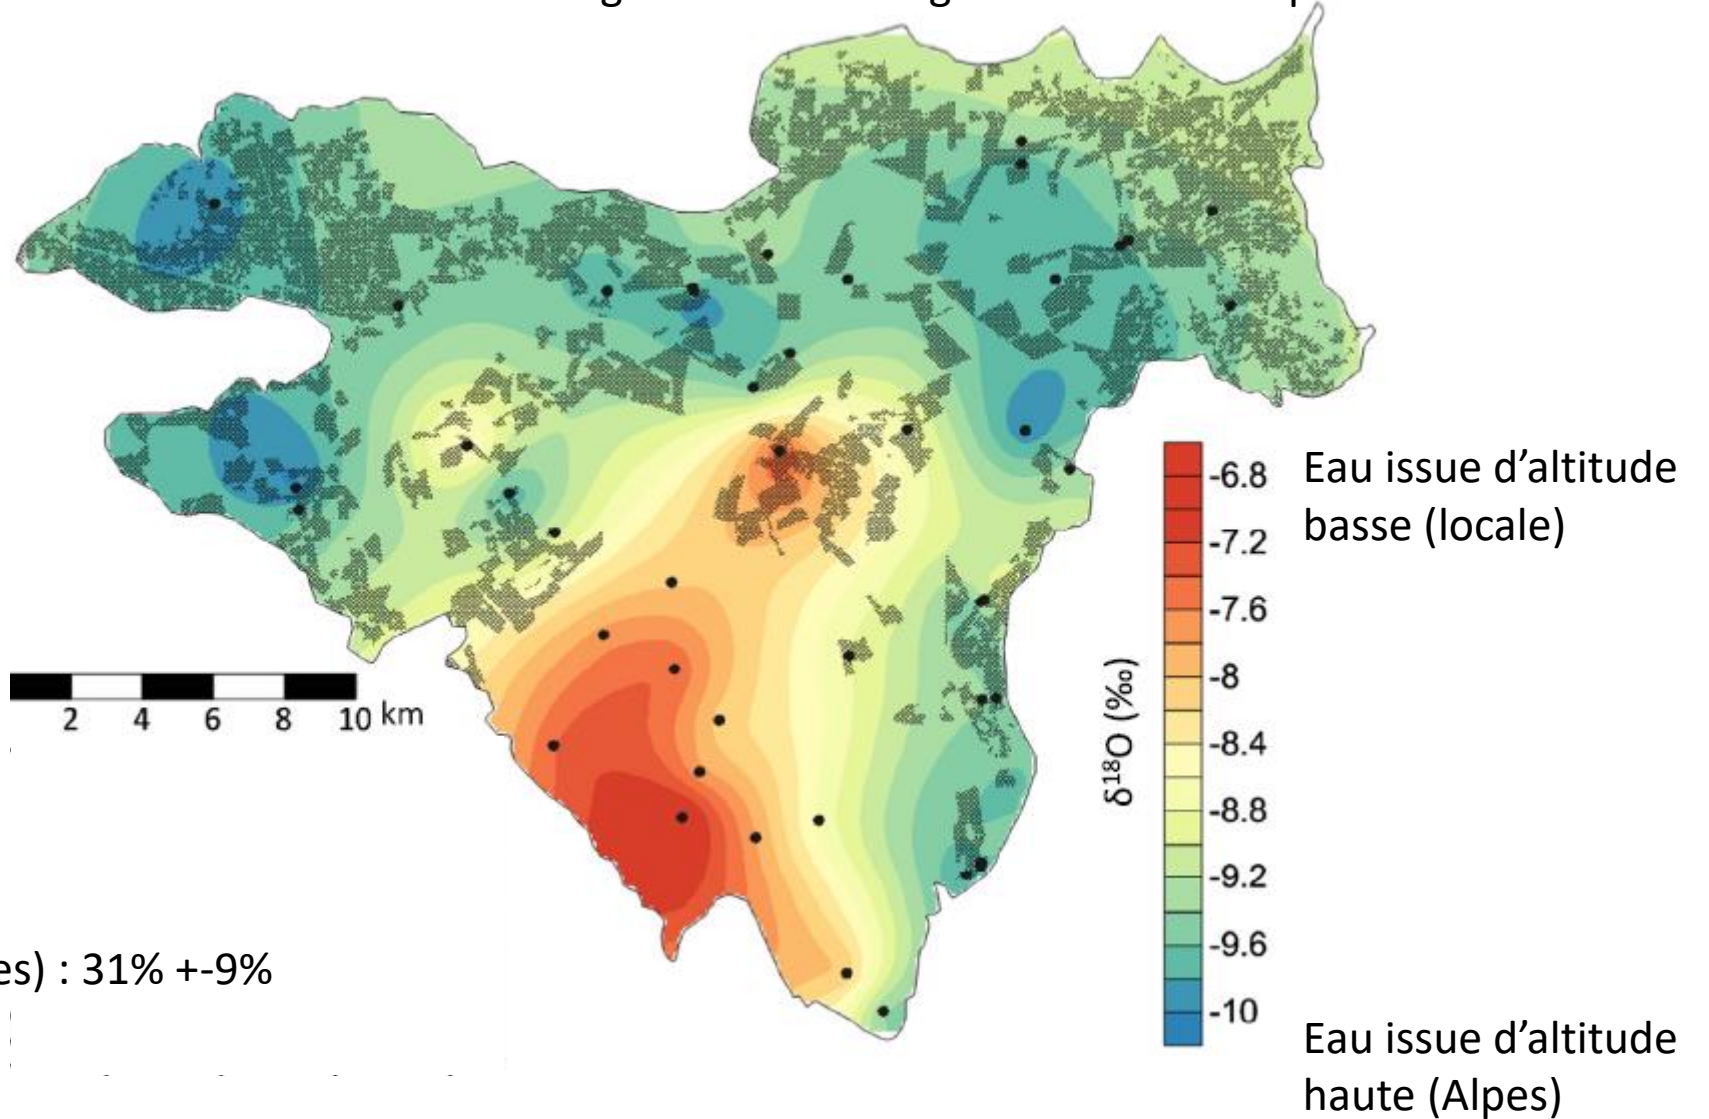 -6.8
Eau issue d’altitude
basse (locale)
-7.2
-7.6
-8
-8.4
-8.8
-9.2
-9.6
-10
δ¹⁸O (‰)
2 4 6 8 10 km
es) : 31% +-9%
Eau issue d’altitude
haute (Alpes)